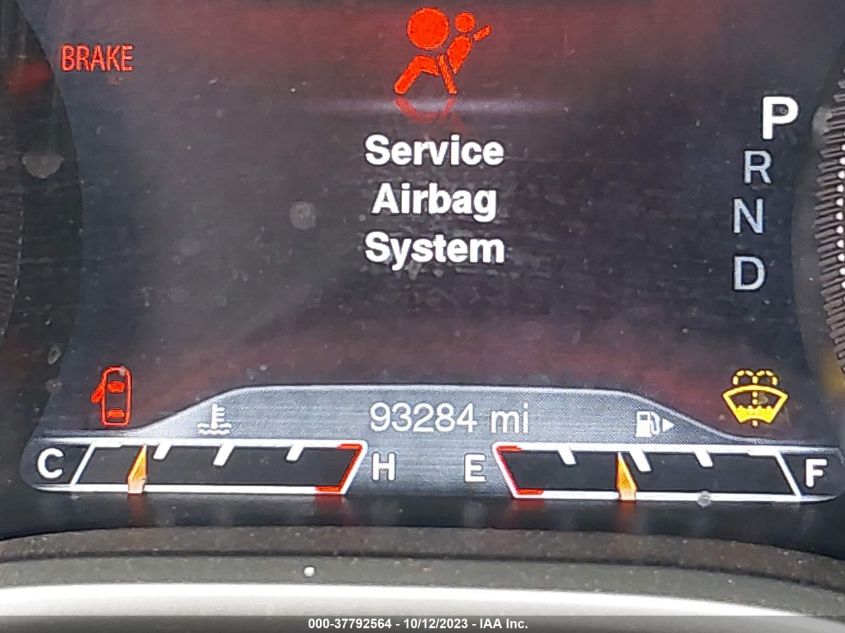 BRAKE
P
R
N
D
Service
Airbag
System
93284 mi
C
H
E
F
000-37792564 - 10/12/2023 - IAA Inc.